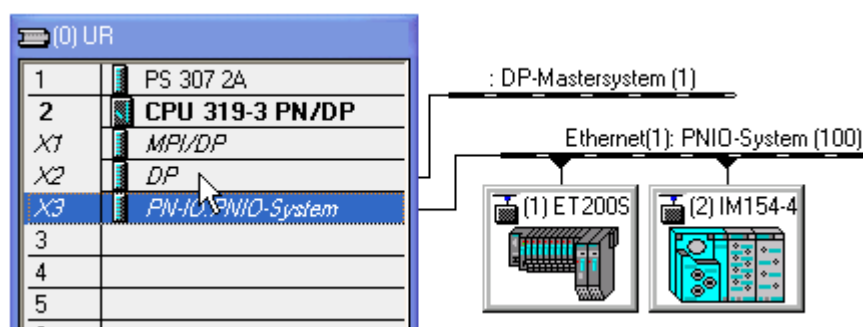 (0) UR
1 PS 307 2A
2 CPU 319-3 PN/DP
X1 MPI/DP
X2 DP
X3 PN-IO:PNIO-System
3
4
5
: DP-Mastersystem (1)
Ethernet(1): PNIO-System (100)
(1) ET200S
(2) IM154-4